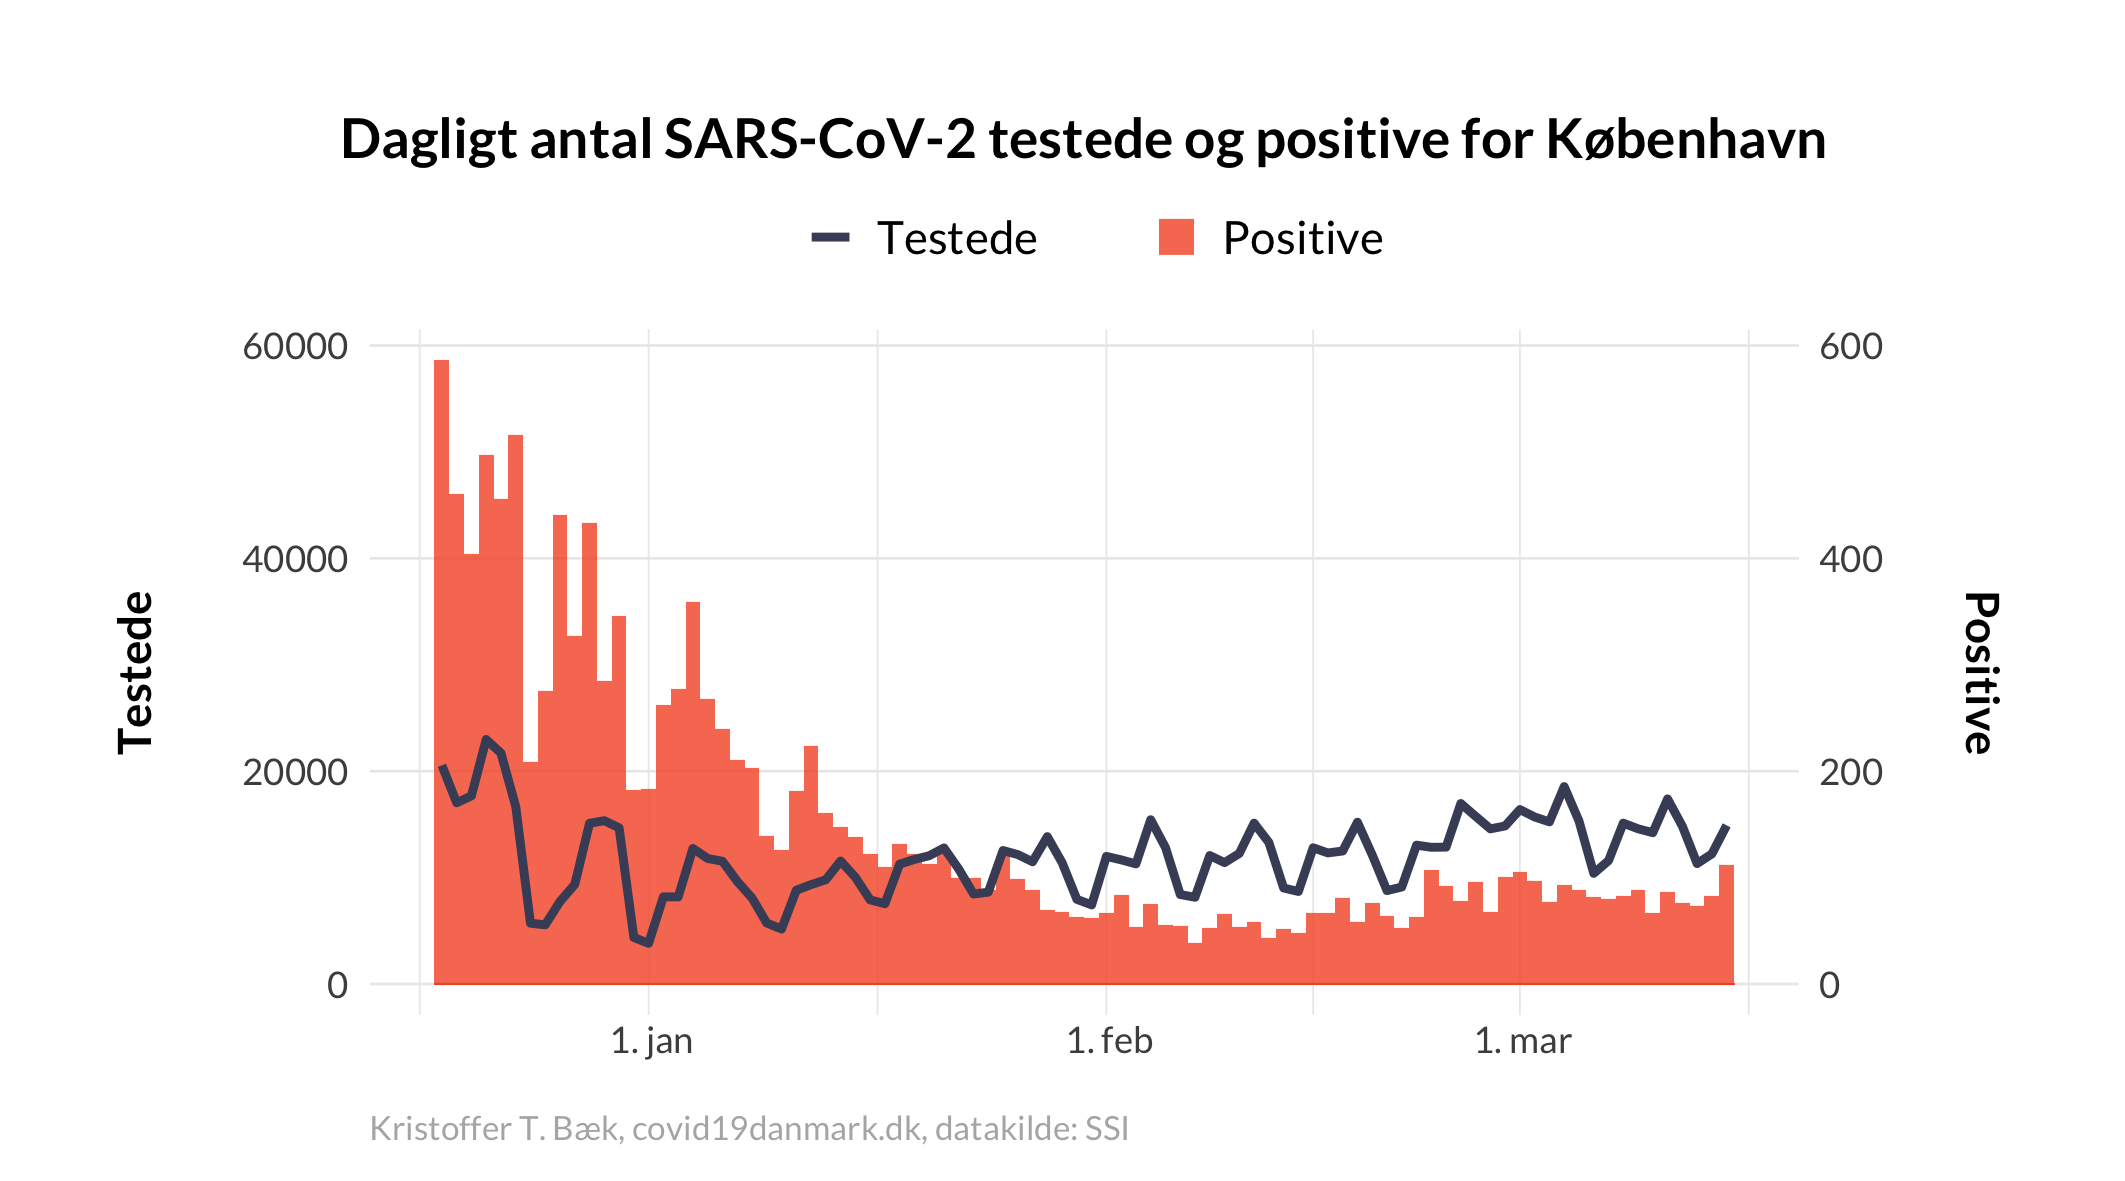 Dagligt antal SARS-CoV-2 testede og positive for København
Testede
Positive
60000
40000
20000
0
600
400
200
0
Testede
Positive
1. jan
1. feb
1. mar
Kristoffer T. Bæk, covid19danmark.dk, datakilde: SSI